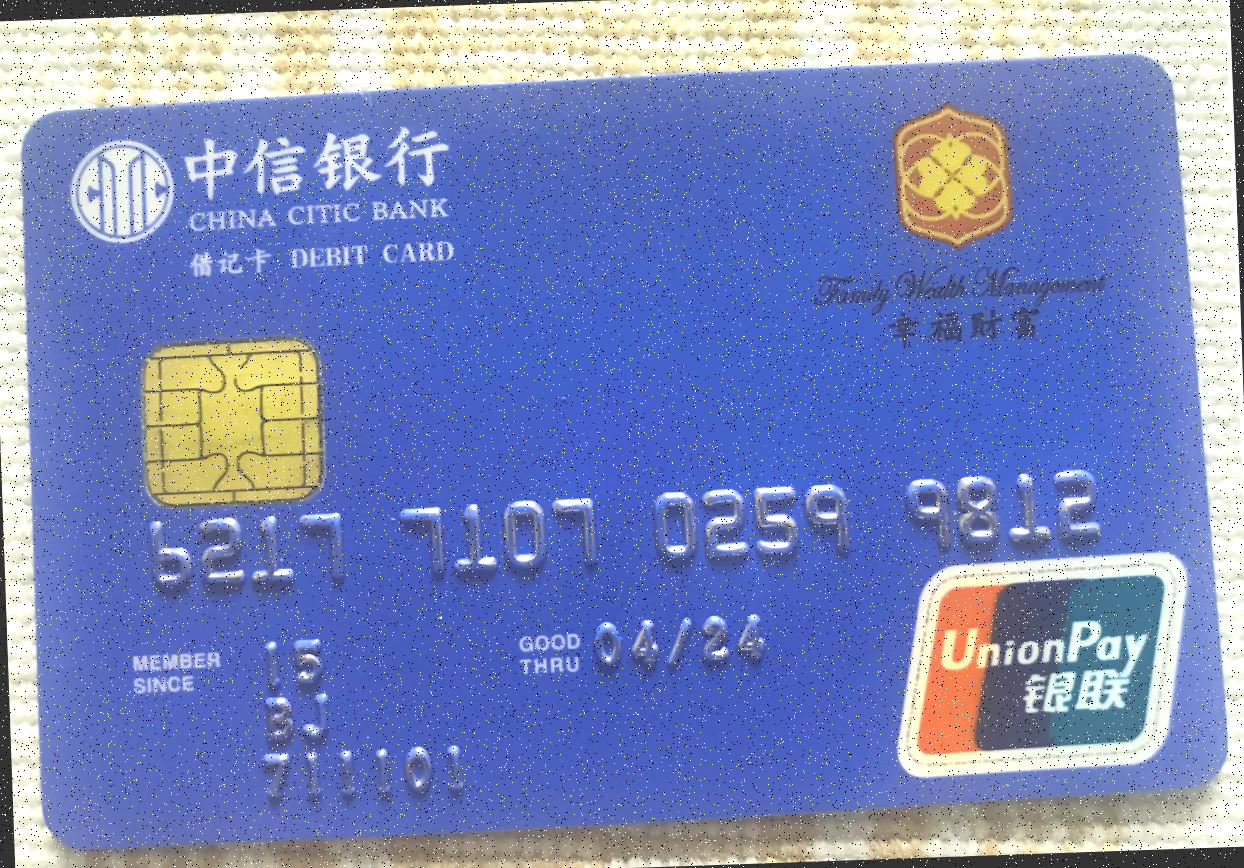 中信银行
CHINA CITIC BANK
借记卡 DEBIT CARD
Family Wealth Management
幸福财富
6217 7107 0259 9812
MEMBER SINCE 15
GOOD THRU 04/24
BJ
711101
UnionPay
银联